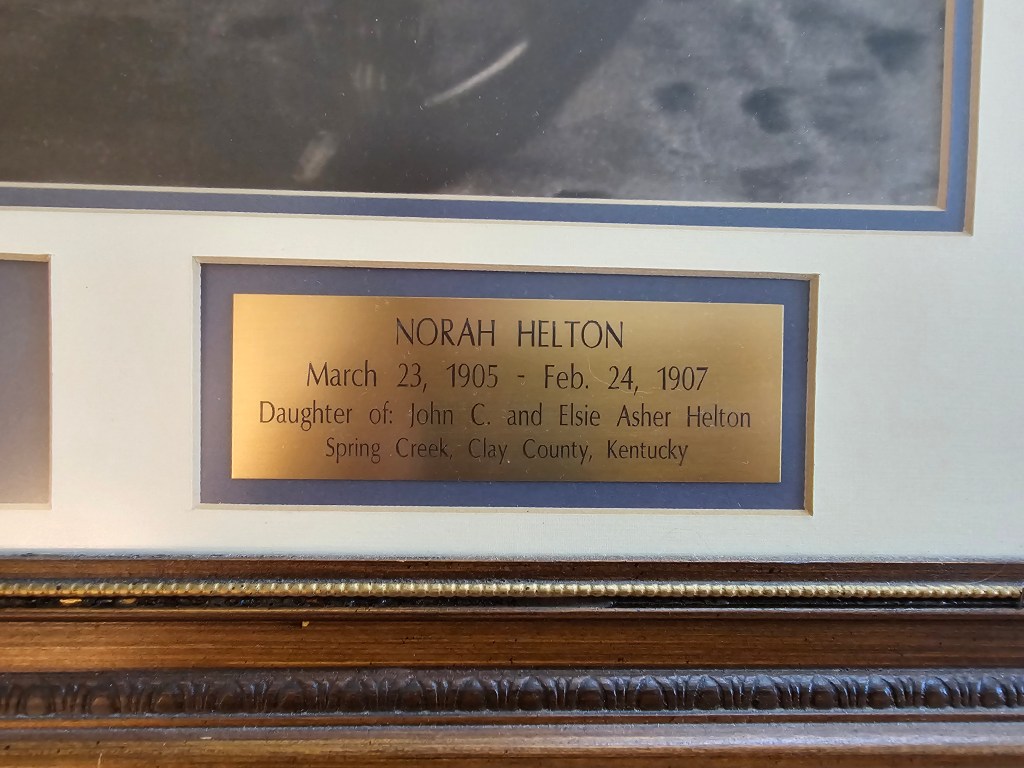 NORAH HELTON
March 23, 1905 - Feb. 24, 1907
Daughter of: John C. and Elsie Asher Helton
Spring Creek, Clay County, Kentucky